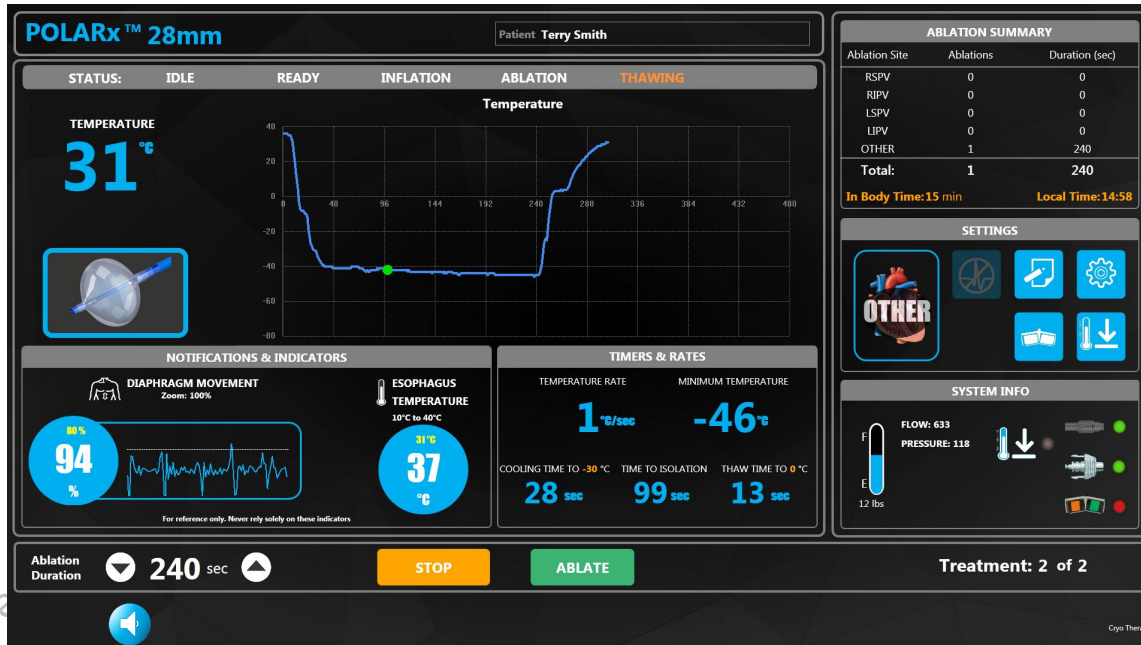 POLARx™ 28mm
Patient Terry Smith
STATUS: IDLE READY INFLATION ABLATION THAWING
TEMPERATURE
31 °C
Temperature
40
20
0
-20
-40
-60
-80
0 48 96 144 192 240 288 336 384 432 480
NOTIFICATIONS & INDICATORS
DIAPHRAGM MOVEMENT
Zoom: 100%
60 %
94
%
ESOPHAGUS
TEMPERATURE
10°C to 40°C
31°C
37
°C
For reference only. Never rely solely on these indicators
TIMERS & RATES
TEMPERATURE RATE MINIMUM TEMPERATURE
1 °C/sec -46 °C
COOLING TIME TO -30 °C TIME TO ISOLATION THAW TIME TO 0 °C
28 sec 99 sec 13 sec
ABLATION SUMMARY
Ablation Site Ablations Duration (sec)
RSPV 0 0
RIPV 0 0
LSPV 0 0
LIPV 0 0
OTHER 1 240
Total: 1 240
In Body Time: 15 min Local Time: 14:58
SETTINGS
OTHER
SYSTEM INFO
F
E
12 lbs
FLOW: 633
PRESSURE: 118
Ablation
Duration
240 sec
STOP
ABLATE
Treatment: 2 of 2
Cryo Ther